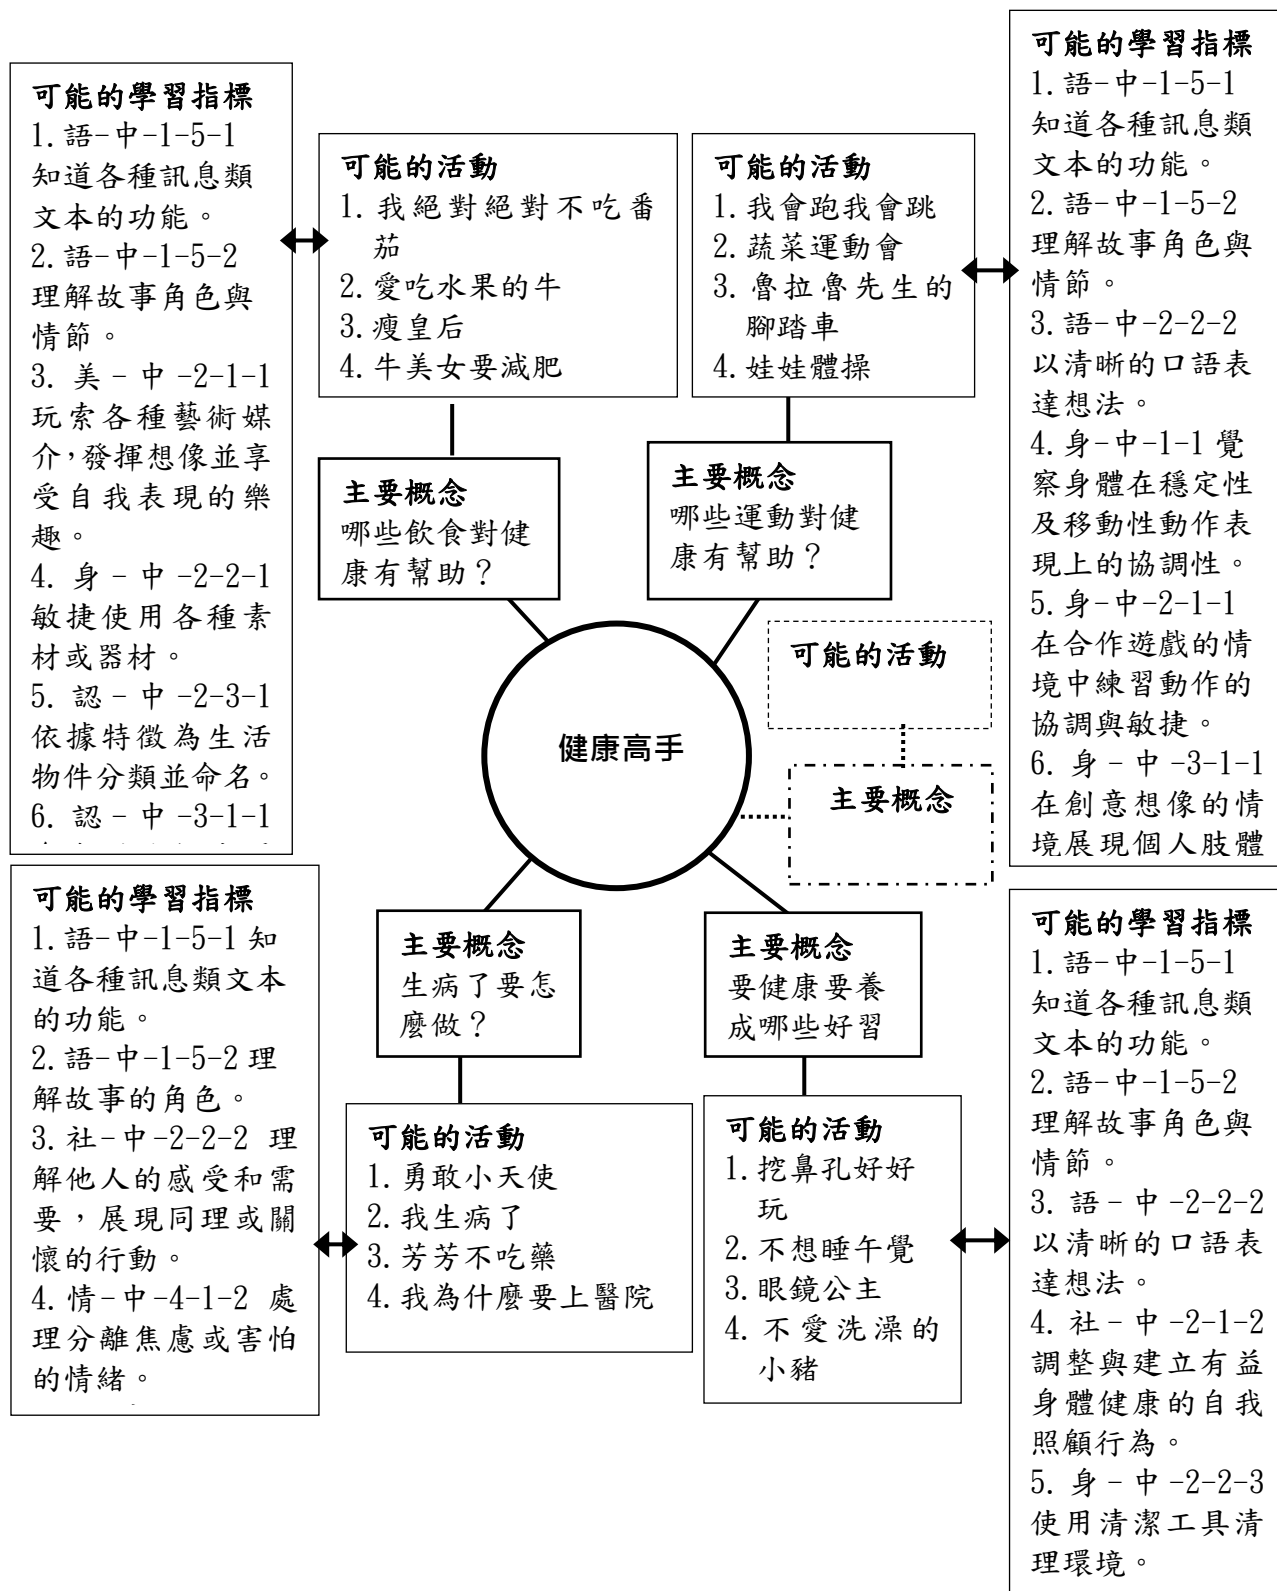 可能的學習指標
1.語-中-1-5-1
知道各種訊息類
文本的功能。
2.語-中-1-5-2
理解故事角色與
情節。
3. 美-中-2-1-1
玩索各種藝術媒
介,發揮想像並享
受自我表現的樂
趣。
4. 身-中-2-2-1
敏捷使用各種素
材或器材。
5. 認-中-2-3-1
依據特徵為生活
物件分類並命名。
6. 認-中-3-1-1
可能的活動
1. 我絕對絕對不吃番
茄
2.愛吃水果的牛
3.瘦皇后
4.牛美女要減肥
可能的活動
1.我會跑我會跳
2.蔬菜運動會
3. 魯拉魯先生的
腳踏車
4.娃娃體操
可能的學習指標
1.語-中-1-5-1
知道各種訊息類
文本的功能。
2.語-中-1-5-2
理解故事角色與
情節。
3.語-中-2-2-2
以清晰的口語表
達想法。
4.身-中-1-1 覺
察身體在穩定性
及移動性動作表
現上的協調性。
5.身-中-2-1-1
在合作遊戲的情
境中練習動作的
協調與敏捷。
6. 身-中-3-1-1
在創意想像的情
境展現個人肢體
主要概念
哪些飲食對健
康有幫助?
主要概念
哪些運動對健
康有幫助?
可能的活動
健康高手
主要概念
可能的學習指標
1.語-中-1-5-1 知
道各種訊息類文本
的功能。
2.語-中-1-5-2 理
解故事的角色。
3.社-中-2-2-2 理
解他人的感受和需
要,展現同理或關
懷的行動。
4.情-中-4-1-2 處
理分離焦慮或害怕
的情緒。
主要概念
生病了要怎
麼做?
主要概念
要健康要養
成哪些好習
可能的活動
1.勇敢小天使
2.我生病了
3.芳芳不吃藥
4.我為什麼要上醫院
可能的活動
1.挖鼻孔好好
玩
2.不想睡午覺
3.眼鏡公主
4. 不愛洗澡的
小豬
可能的學習指標
1.語-中-1-5-1
知道各種訊息類
文本的功能。
2.語-中-1-5-2
理解故事角色與
情節。
3. 語-中-2-2-2
以清晰的口語表
達想法。
4. 社-中-2-1-2
調整與建立有益
身體健康的自我
照顧行為。
5. 身-中-2-2-3
使用清潔工具清
理環境。